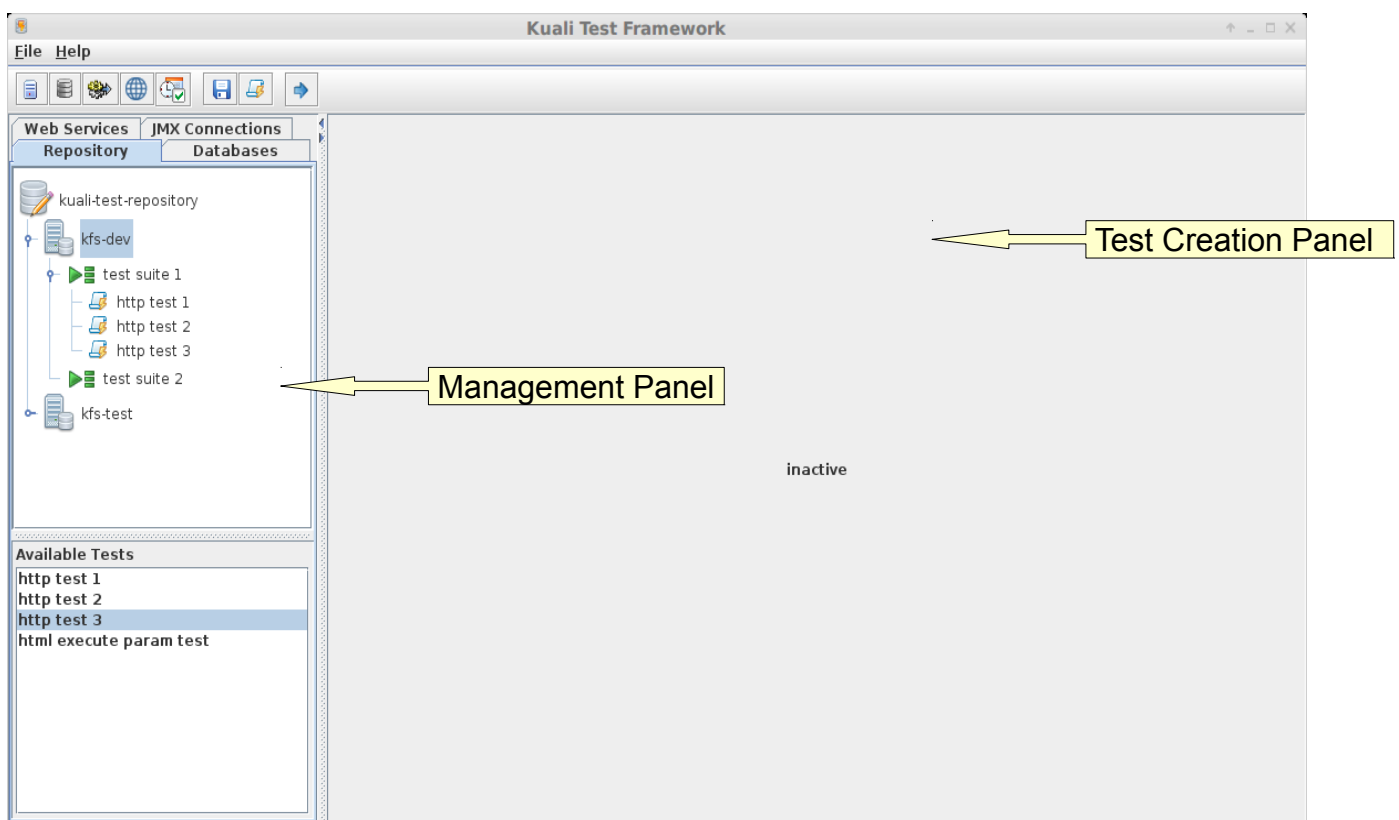 Kuali Test Framework
File Help
Web Services JMX Connections
Repository Databases
kuali-test-repository
kfs-dev
test suite 1
http test 1
http test 2
http test 3
test suite 2
kfs-test
Test Creation Panel
Management Panel
inactive
Available Tests
http test 1
http test 2
http test 3
html execute param test